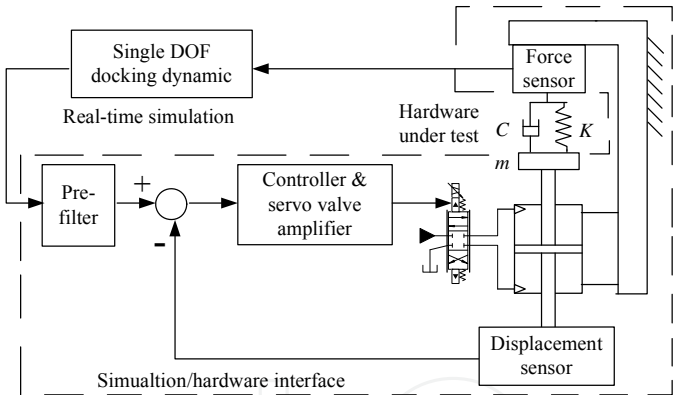 Single DOF
docking dynamic
Real-time simulation
Force
sensor
Hardware
under test
C
K
m
Pre-
filter
+
-
Controller &
servo valve
amplifier
Displacement
sensor
Simualtion/hardware interface